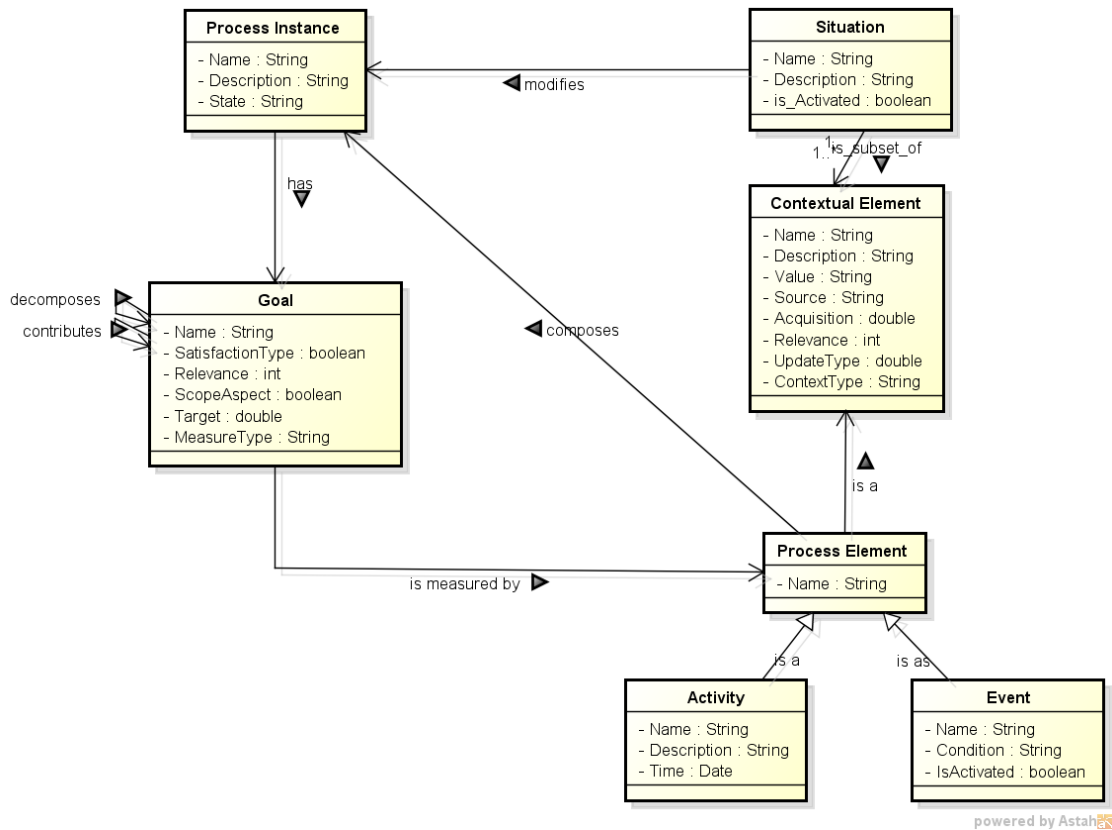 Process Instance
- Name : String
- Description : String
- State : String
Situation
- Name : String
- Description : String
- is_Activated : boolean
modifies
1
1..
is_subset_of
has
Contextual Element
- Name : String
- Description : String
- Value : String
- Source : String
- Acquisition : double
- Relevance : int
- UpdateType : double
- ContextType : String
decomposes
contributes
Goal
- Name : String
- SatisfactionType : boolean
- Relevance : int
- ScopeAspect : boolean
- Target : double
- MeasureType : String
composes
is a
is measured by
Process Element
- Name : String
is a
is as
Activity
- Name : String
- Description : String
- Time : Date
Event
- Name : String
- Condition : String
- IsActivated : boolean
powered by Astah